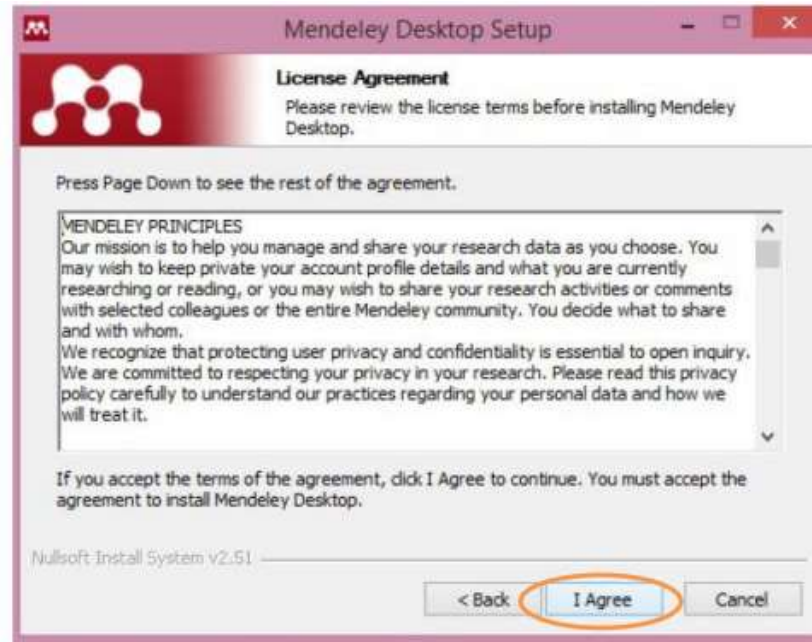 Mendeley Desktop Setup
License Agreement
Please review the license terms before installing Mendeley
Desktop.
Press Page Down to see the rest of the agreement.
MENDELEY PRINCIPLES
Our mission is to help you manage and share your research data as you choose. You
may wish to keep private your account profile details and what you are currently
researching or reading, or you may wish to share your research activities or comments
with selected colleagues or the entire Mendeley community. You decide what to share
and with whom.
We recognize that protecting user privacy and confidentiality is essential to open inquiry.
We are committed to respecting your privacy in your research. Please read this privacy
policy carefully to understand our practices regarding your personal data and how we
will treat it.
If you accept the terms of the agreement, click I Agree to continue. You must accept the
agreement to install Mendeley Desktop.
Nullsoft Install System v2.51
< Back I Agree Cancel